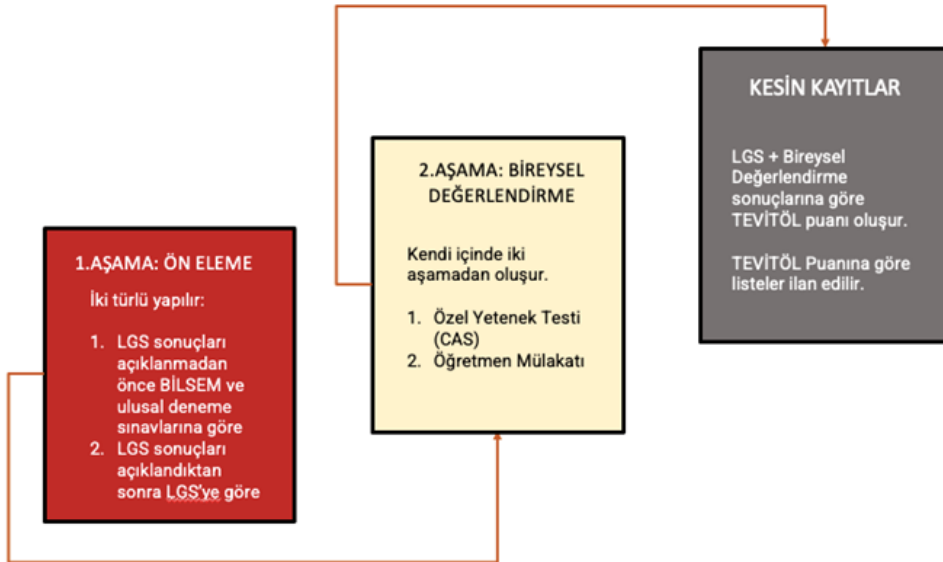 1.AŞAMA: ÖN ELEME
İki türlü yapılır:
1. LGS sonuçları
açıklanmadan
önce BİLSEM ve
ulusal deneme
sınavlarına göre
2. LGS sonuçları
açıklandıktan
sonra LGS'ye göre
2.AŞAMA: BİREYSEL
DEĞERLENDİRME
Kendi içinde iki
aşamadan oluşur.
1. Özel Yetenek Testi
(CAS)
2. Öğretmen Mülakatı
KESİN KAYITLAR
LGS + Bireysel
Değerlendirme
sonuçlarına göre
TEVİTÖL puanı oluşur.
TEVİTÖL Puanına göre
listeler ilan edilir.